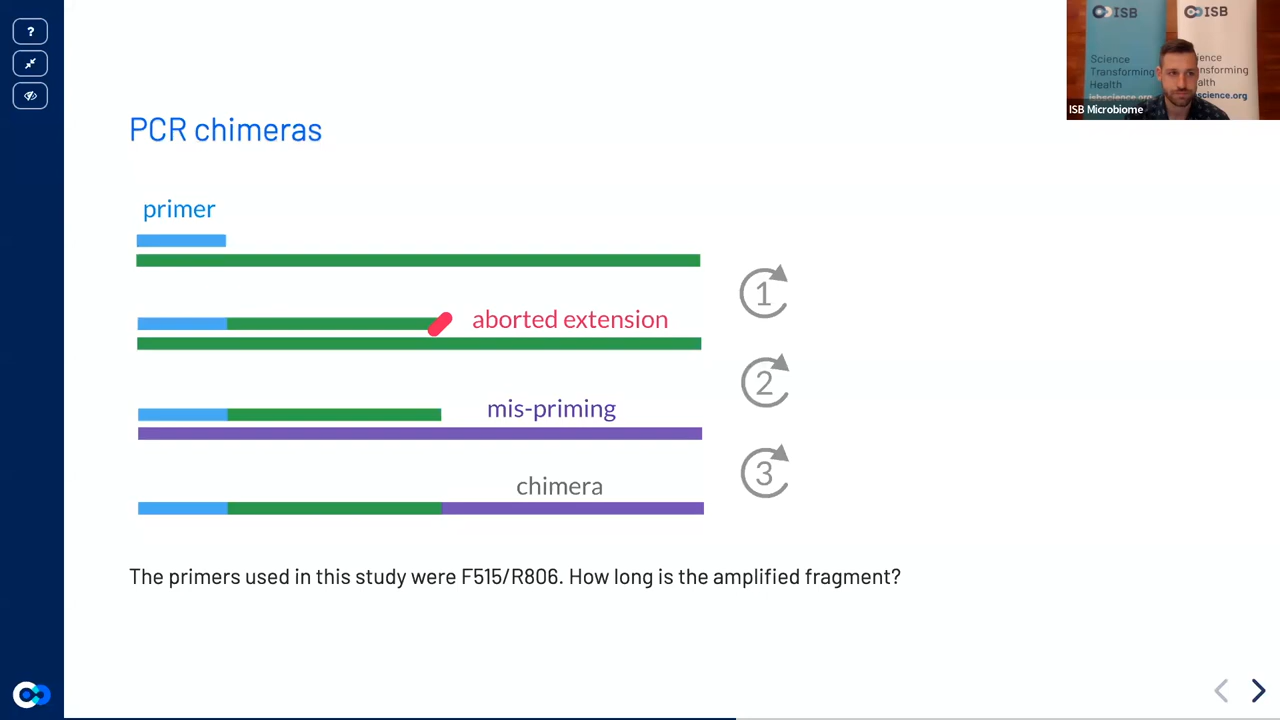 ?
ISB
ISB
Science
Transforming
Health
isbscience.org
ience
nsforming
alth
science.org
ISB Microbiome
PCR chimeras
primer
1
aborted extension
2
mis-priming
3
chimera
The primers used in this study were F515/R806. How long is the amplified fragment?